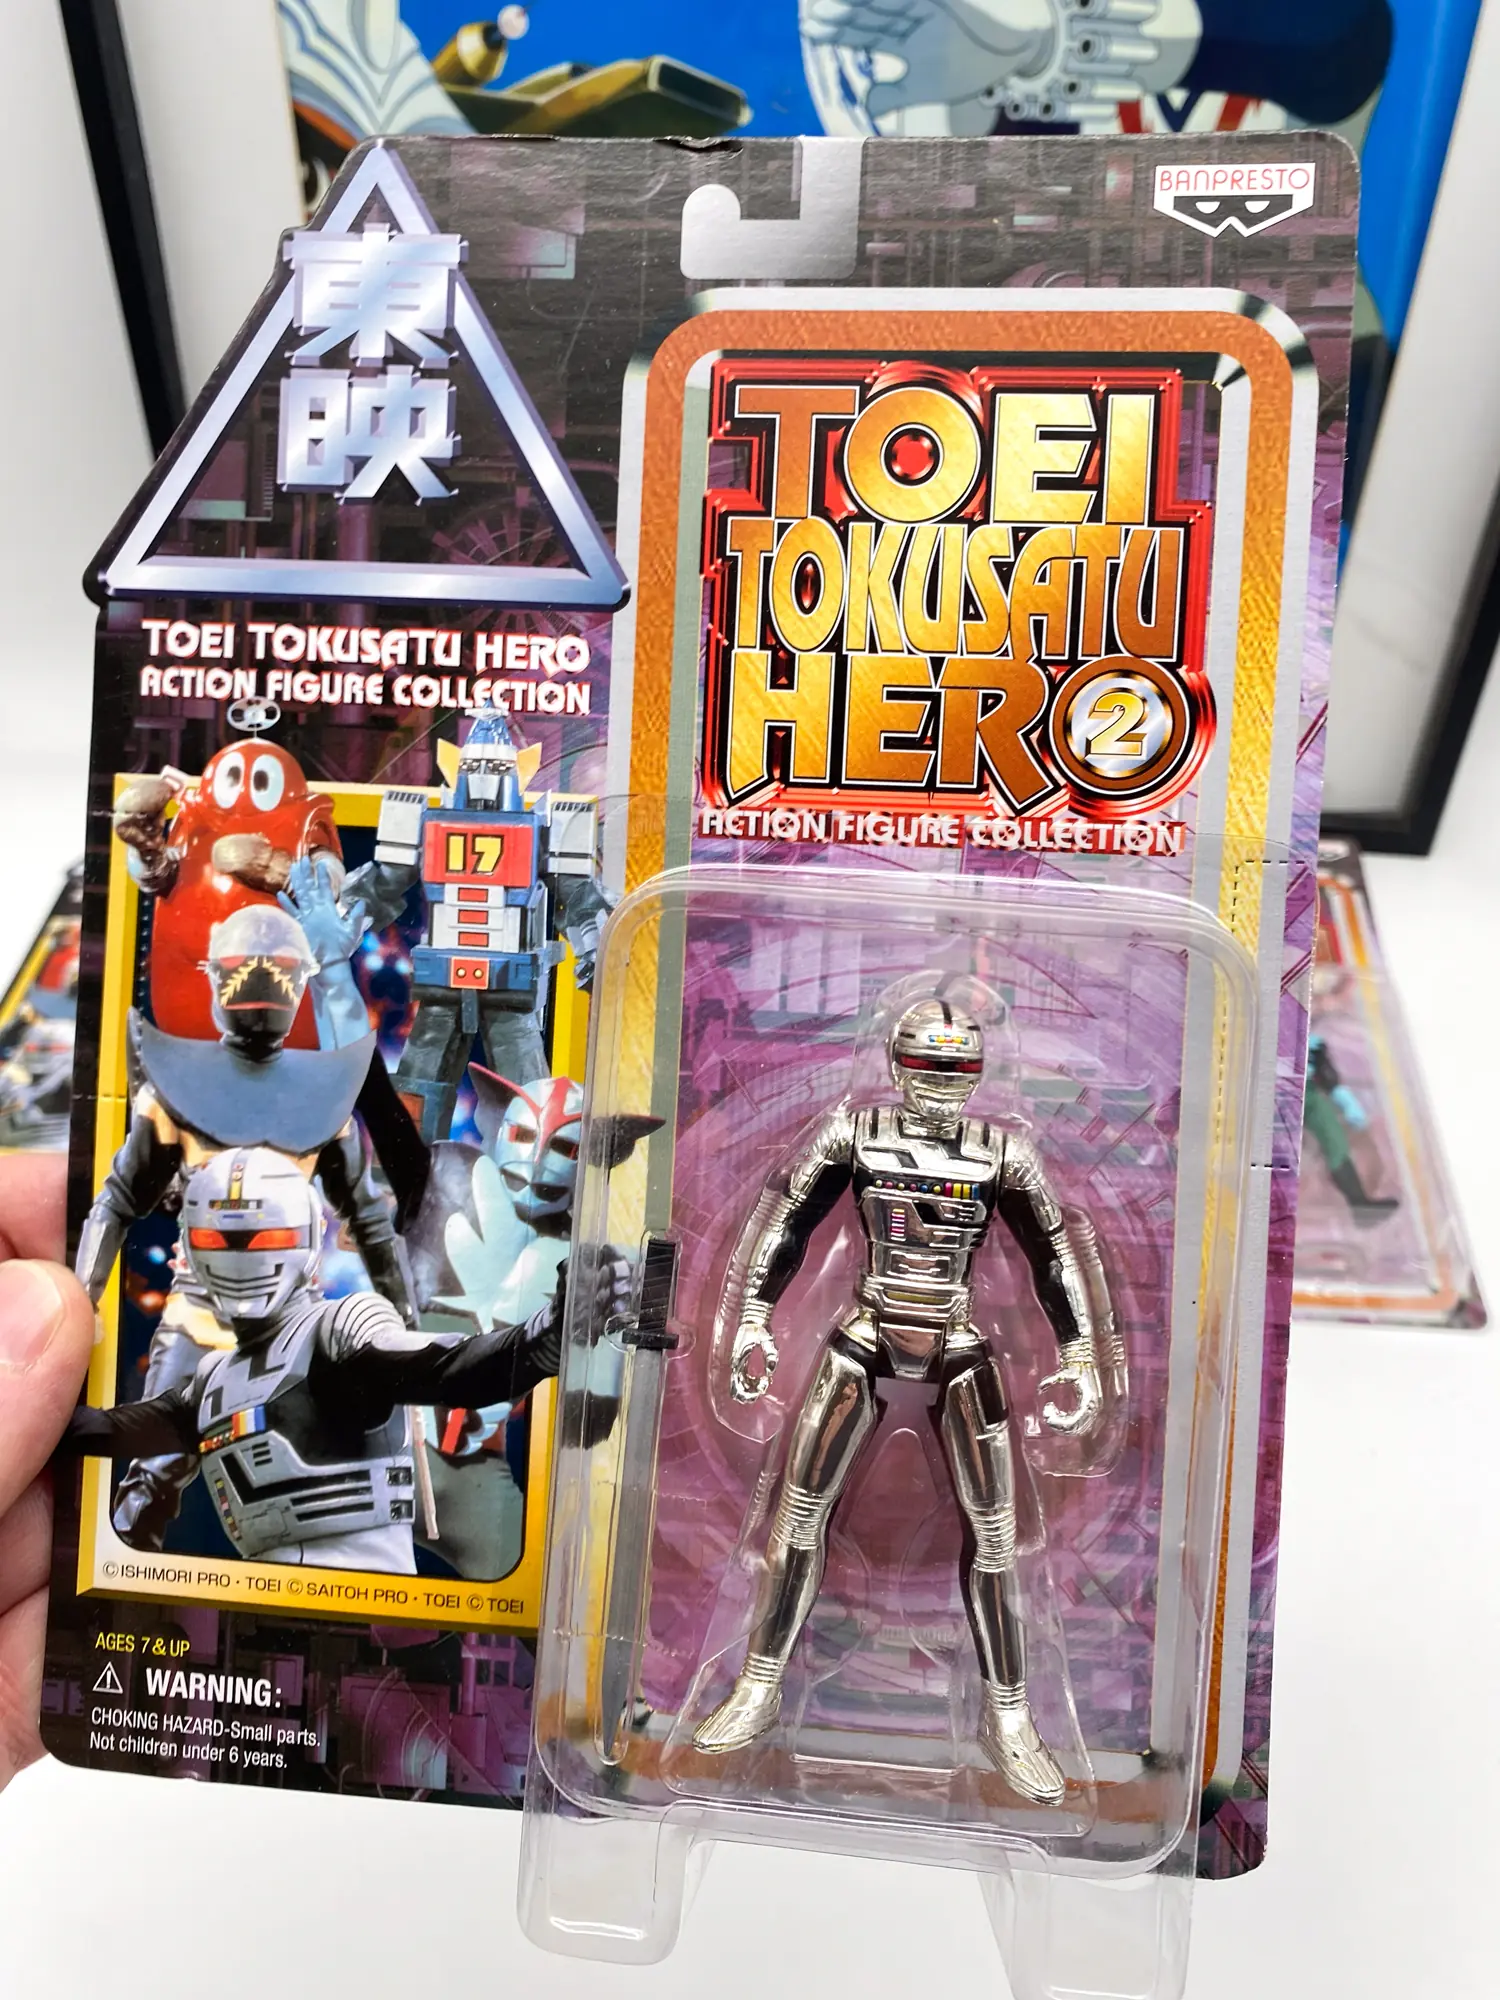 BANPRESTO
東
映
TOEI
TOKUSATU
HERO 2
ACTION FIGURE COLLECTION
TOEI TOKUSATU HERO
ACTION FIGURE COLLECTION
17
©ISHIMORI PRO・TOEI ©SAITOH PRO・TOEI ©TOEI
AGES 7 & UP
WARNING:
CHOKING HAZARD-Small parts.
Not children under 6 years.